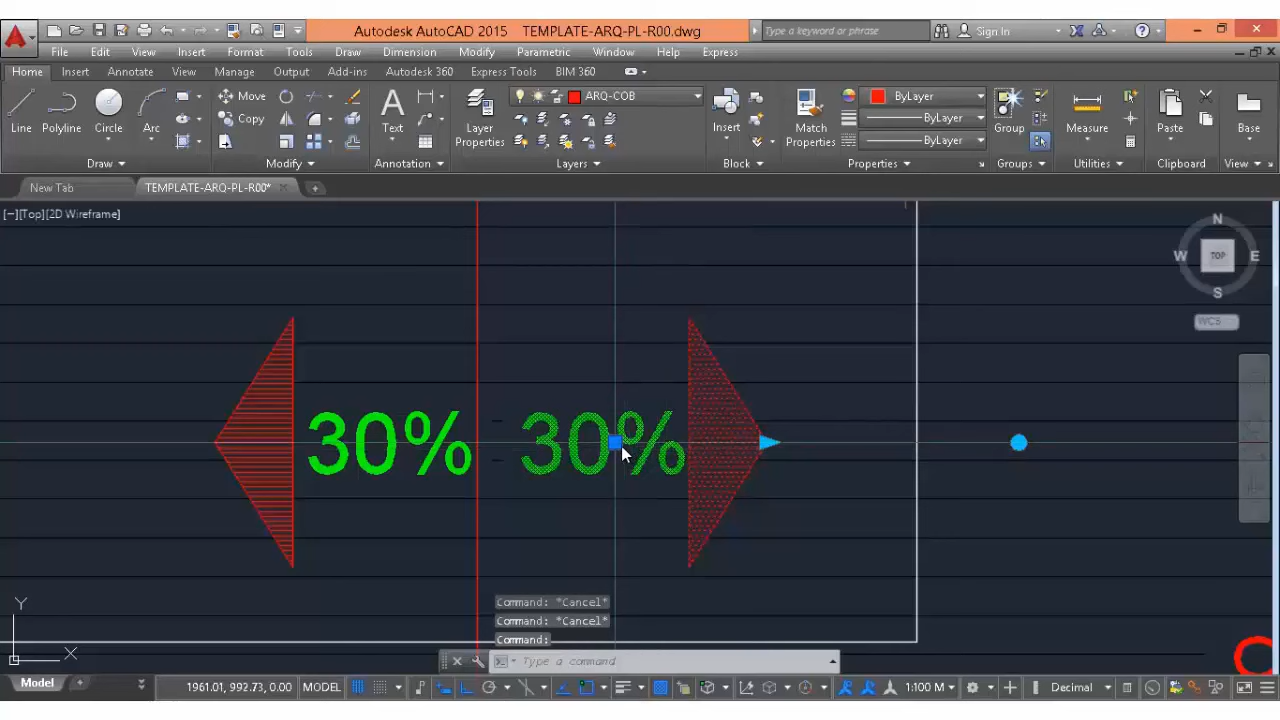 Autodesk AutoCAD 2015 TEMPLATE-ARQ-PL-R00.dwg
Type a keyword or phrase
Sign In
File Edit View Insert Format Tools Draw Dimension Modify Parametric Window Express
Home Insert Annotate View Manage Output Add-ins Autodesk 360 Express Tools BIM 360
Move
ARQ-COB
ByLayer
Copy
ByLayer
Line Polyline Circle Arc
Text
Layer Properties
Insert
Match Properties
ByLayer
Group
Measure
Paste
Base
Draw
Modify
Annotation
Layers
Block
Properties
Groups
Utilities
Clipboard
View
New Tab
TEMPLATE-ARQ-PL-R00*
[−][Top][2D Wireframe]
N
W TOP E
S
WCS
30% 30%
Command: *Cancel*
Command: *Cancel*
Command:
Y
X
Type a command
Model
1961.01, 992.73, 0.00 MODEL
1:100 M
Decimal